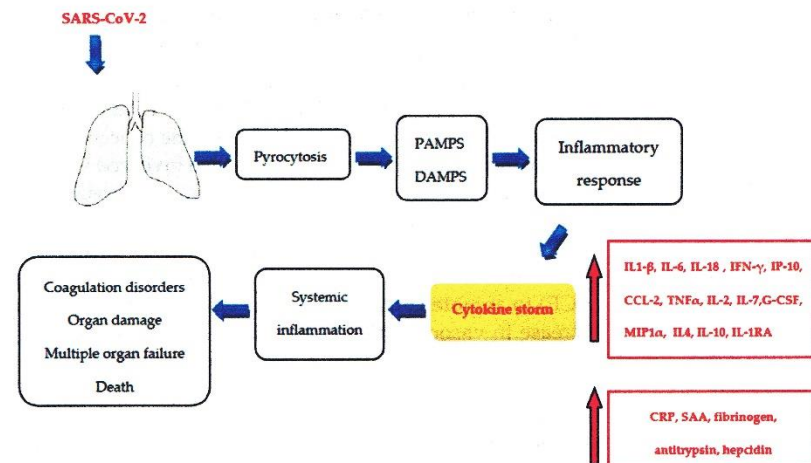 SARS-CoV-2
Pyrocytosis
PAMPS
DAMPS
Inflammatory
response
Cytokine storm
IL1-β, IL-6, IL-18 , IFN-γ, IP-10,
CCL-2, TNFα, IL-2, IL-7,G-CSF,
MIP1α, IL4, IL-10, IL-1RA
Systemic
inflammation
Coagulation disorders
Organ damage
Multiple organ failure
Death
CRP, SAA, fibrinogen,
antitrypsin, hepcidin